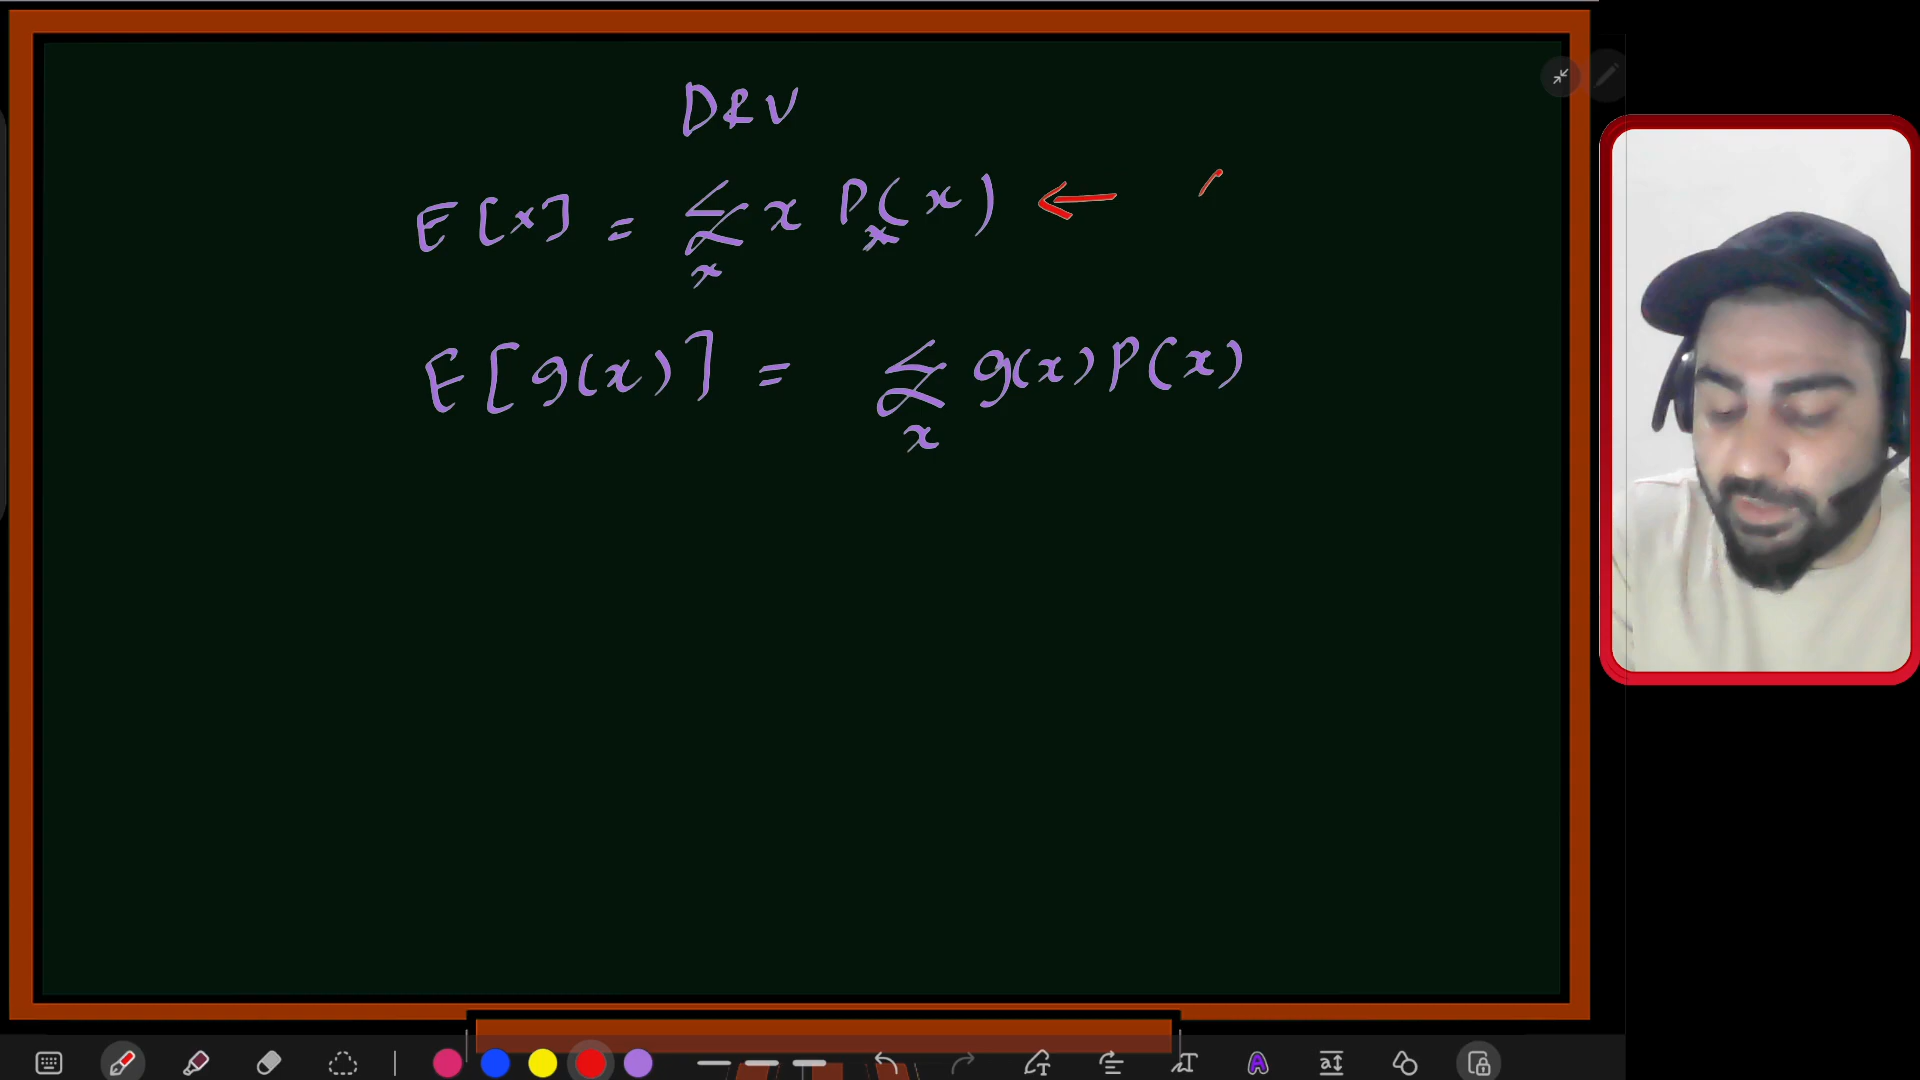 DRV
E[x] = Σ_x x P_x(x) ←
E[g(x)] = Σ_x g(x) P(x)